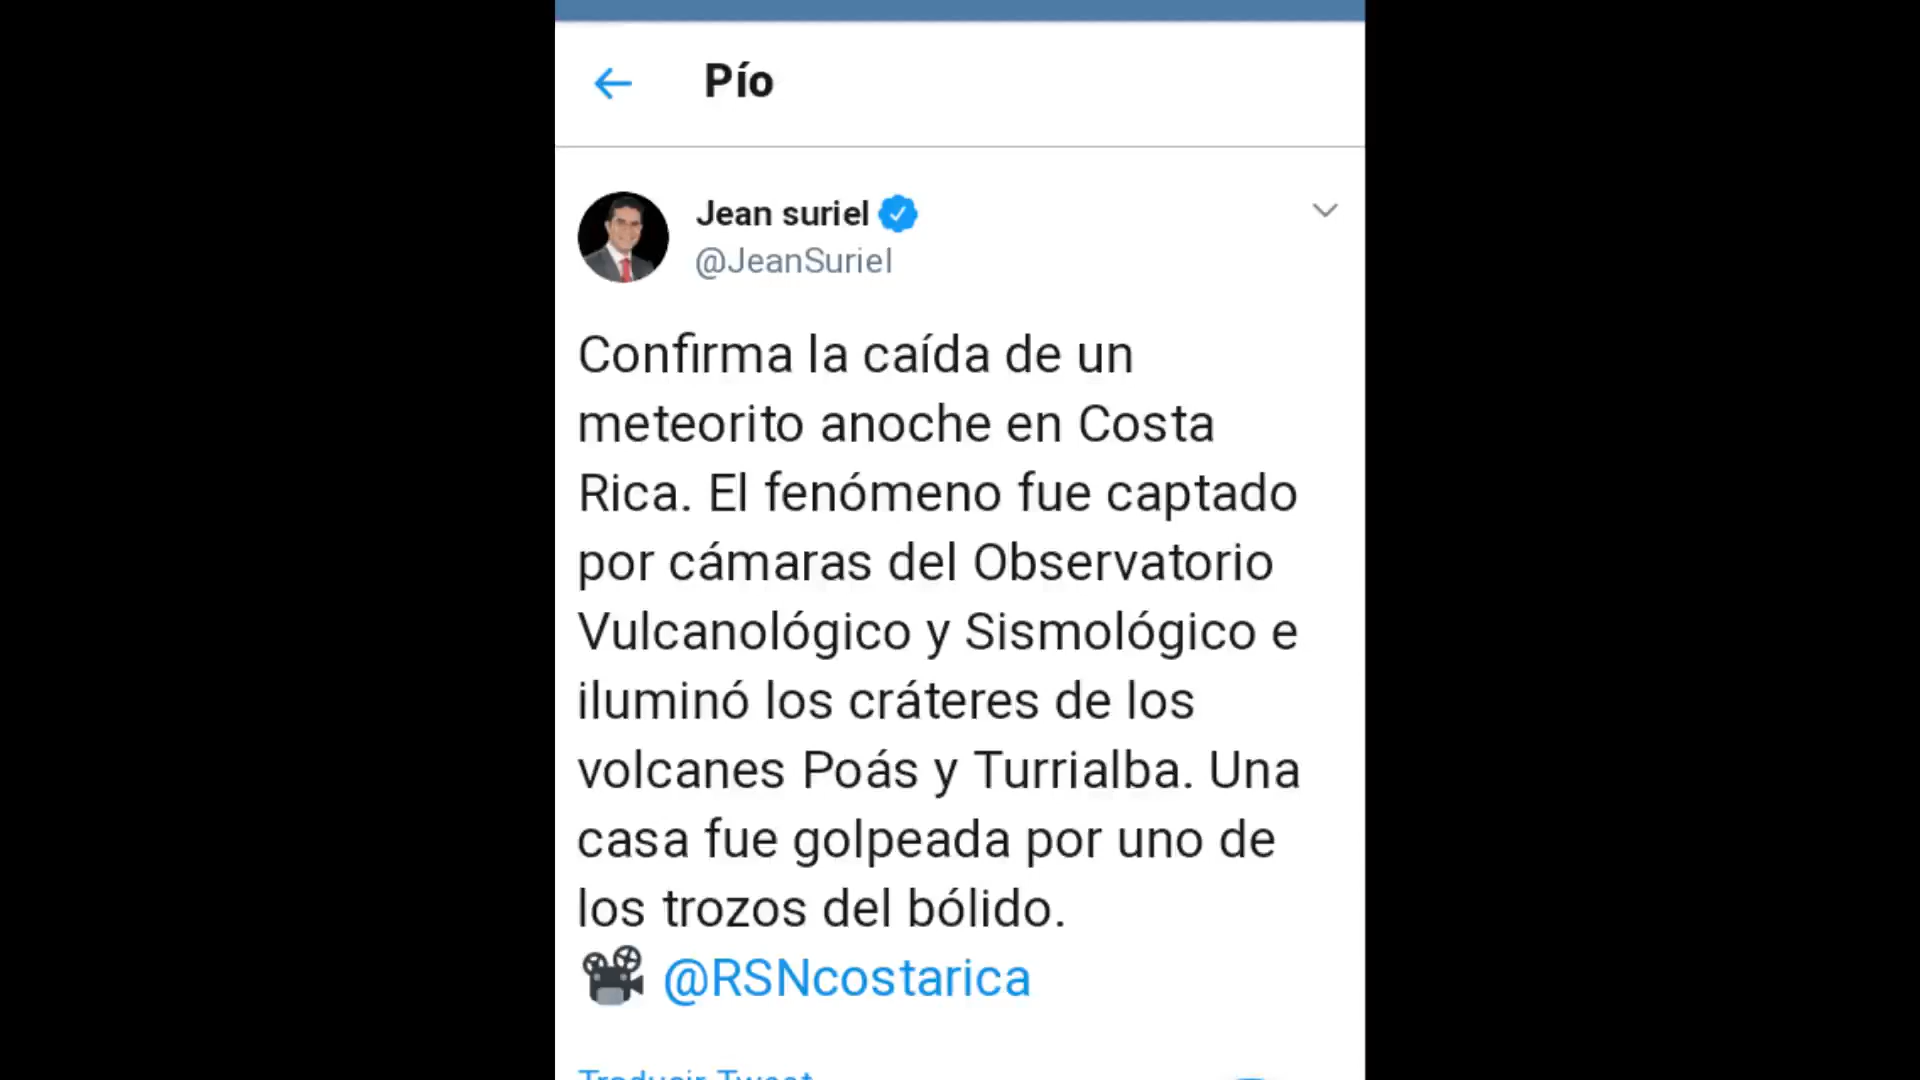 Pío
Jean suriel
@JeanSuriel
Confirma la caída de un
meteorito anoche en Costa
Rica. El fenómeno fue captado
por cámaras del Observatorio
Vulcanológico y Sismológico e
iluminó los cráteres de los
volcanes Poás y Turrialba. Una
casa fue golpeada por uno de
los trozos del bólido.
@RSNcostarica
Traducir Tweet